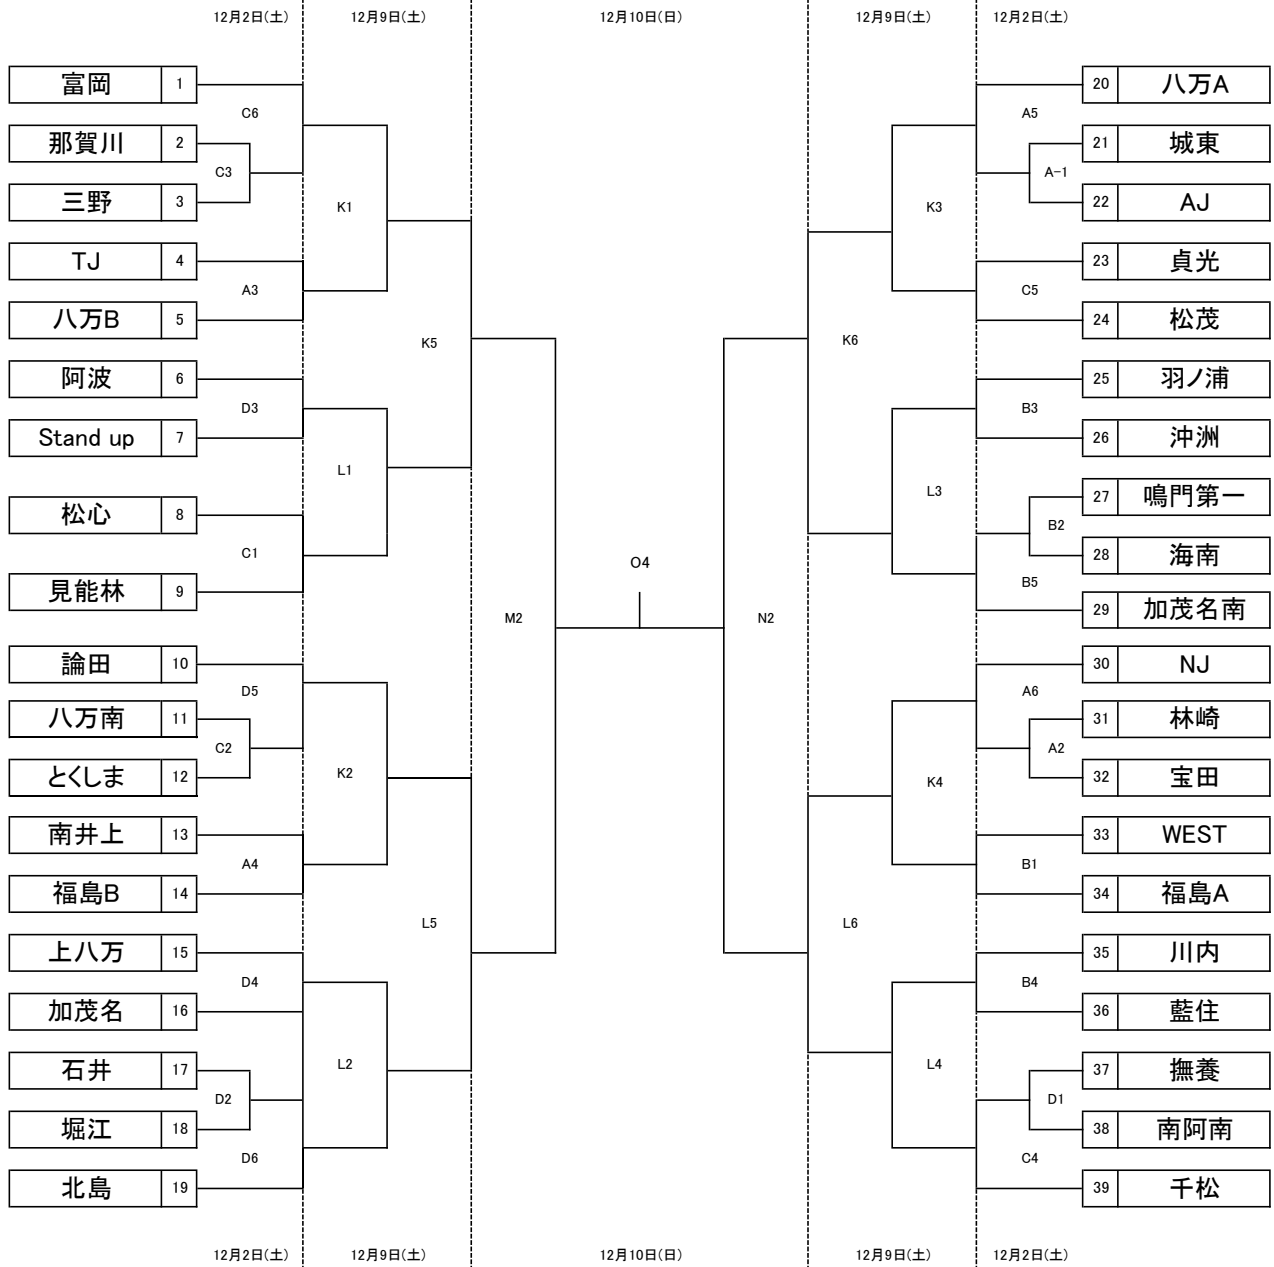 12月2日(土) 12月9日(土) 12月10日(日) 12月9日(土) 12月2日(土)
富岡 1
C6
那賀川 2
C3
三野 3
K1
TJ 4
A3
八万B 5
K5
阿波 6
D3
Stand up 7
L1
松心 8
C1
見能林 9
M2
論田 10
D5
八万南 11
C2
とくしま 12
K2
南井上 13
A4
福島B 14
L5
上八万 15
D4
加茂名 16
L2
石井 17
D2
堀江 18
D6
北島 19
O4
20 八万A
A5
21 城東
A-1
22 AJ
K3
23 貞光
C5
24 松茂
K6
25 羽ノ浦
B3
26 沖洲
L3
27 鳴門第一
B2
28 海南
B5
29 加茂名南
N2
30 NJ
A6
31 林崎
A2
32 宝田
K4
33 WEST
B1
34 福島A
L6
35 川内
B4
36 藍住
L4
37 撫養
D1
38 南阿南
C4
39 千松
12月2日(土) 12月9日(土) 12月10日(日) 12月9日(土) 12月2日(土)